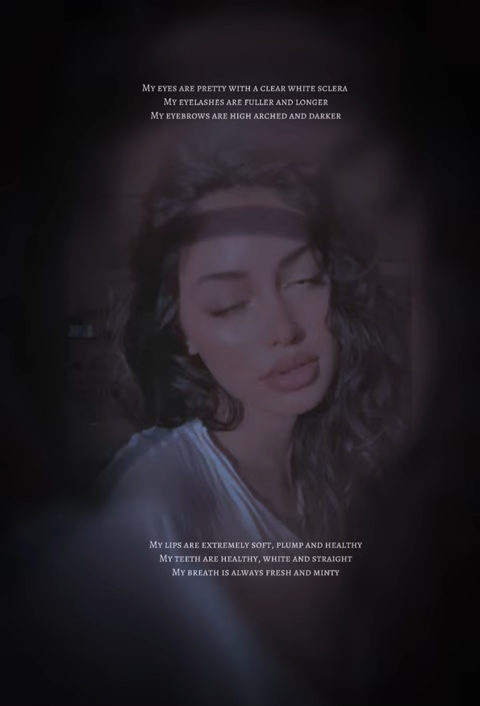 My eyes are pretty with a clear white sclera
My eyelashes are fuller and longer
My eyebrows are high arched and darker
My lips are extremely soft, plump and healthy
My teeth are healthy, white and straight
My breath is always fresh and minty